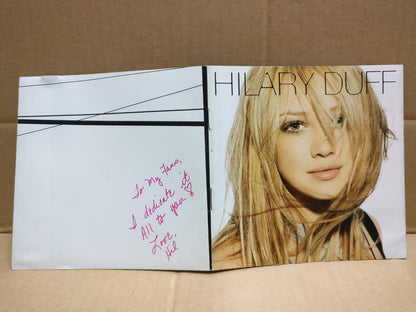 HILARY DUFF
To My Fans,
I dedicate it
All to you ♡
Love,
Hil